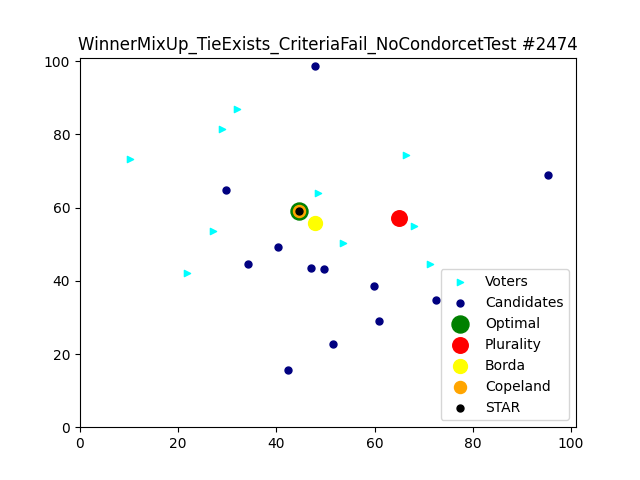 WinnerMixUp_TieExists_CriteriaFail_NoCondorcetTest #2474
100
80
60
40
20
0
0 20 40 60 80 100
Voters
Candidates
Optimal
Plurality
Borda
Copeland
STAR